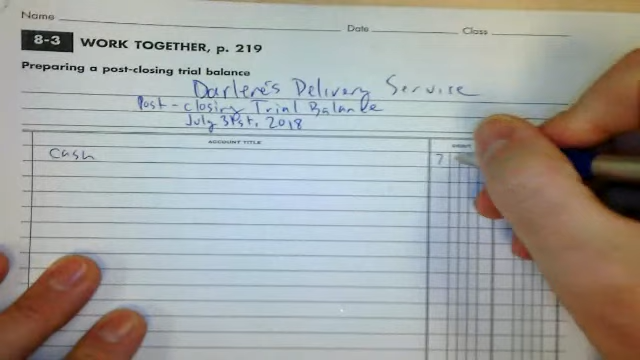 Name Date Class
8-3 WORK TOGETHER, p. 219
Preparing a post-closing trial balance
Darlene's Delivery Service
Post-closing Trial Balance
July 31st, 2018
ACCOUNT TITLE DEBIT
Cash 7